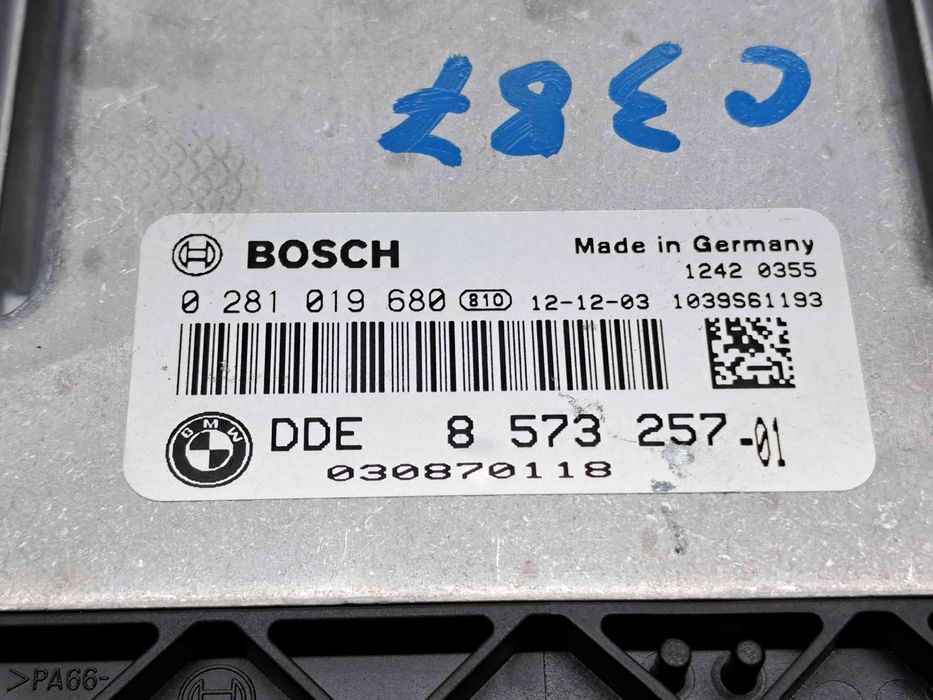 C387
BOSCH
Made in Germany
1242 0355
0 281 019 680 810 12-12-03 1039S61193
BMW DDE 8 573 257-01
030870118
>PA66-